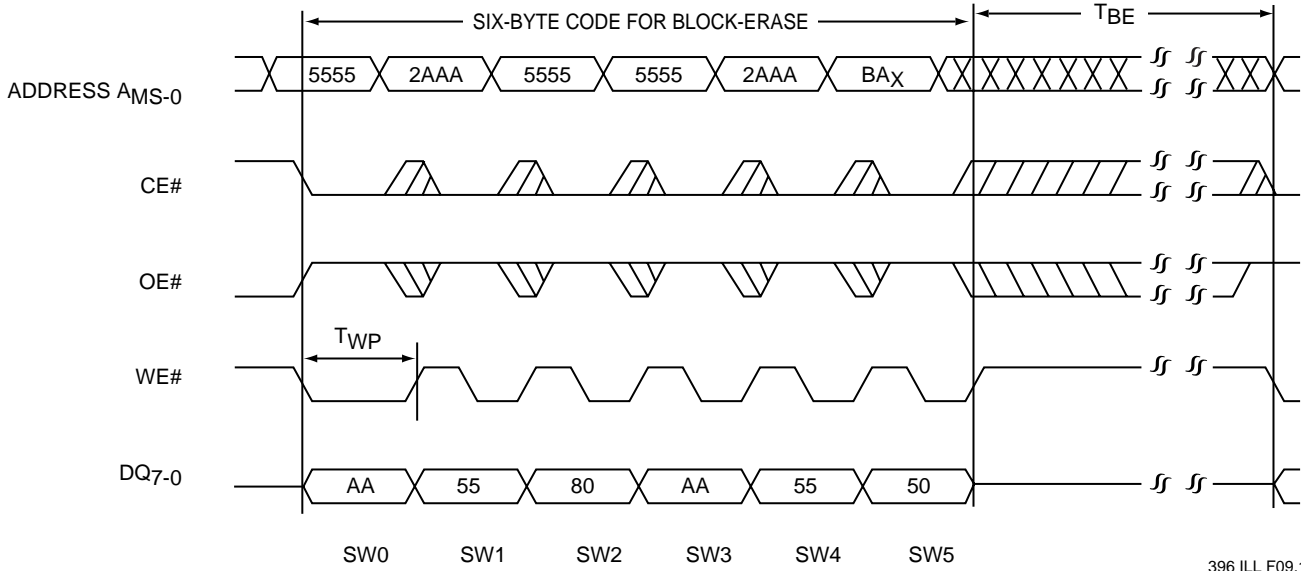 SIX-BYTE CODE FOR BLOCK-ERASE
TBE
ADDRESS AMS-0
5555 2AAA 5555 5555 2AAA BAX
CE#
OE#
TWP
WE#
DQ7-0
AA 55 80 AA 55 50
SW0 SW1 SW2 SW3 SW4 SW5